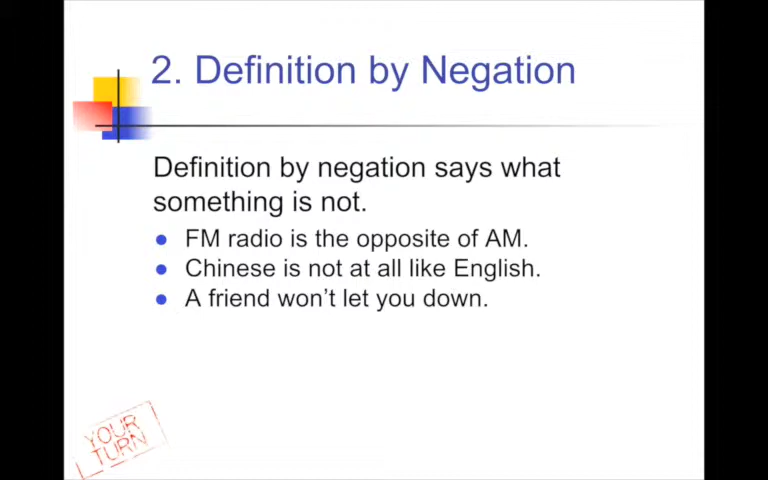 2. Definition by Negation
Definition by negation says what
something is not.
FM radio is the opposite of AM.
Chinese is not at all like English.
A friend won't let you down.
YOUR
TURN